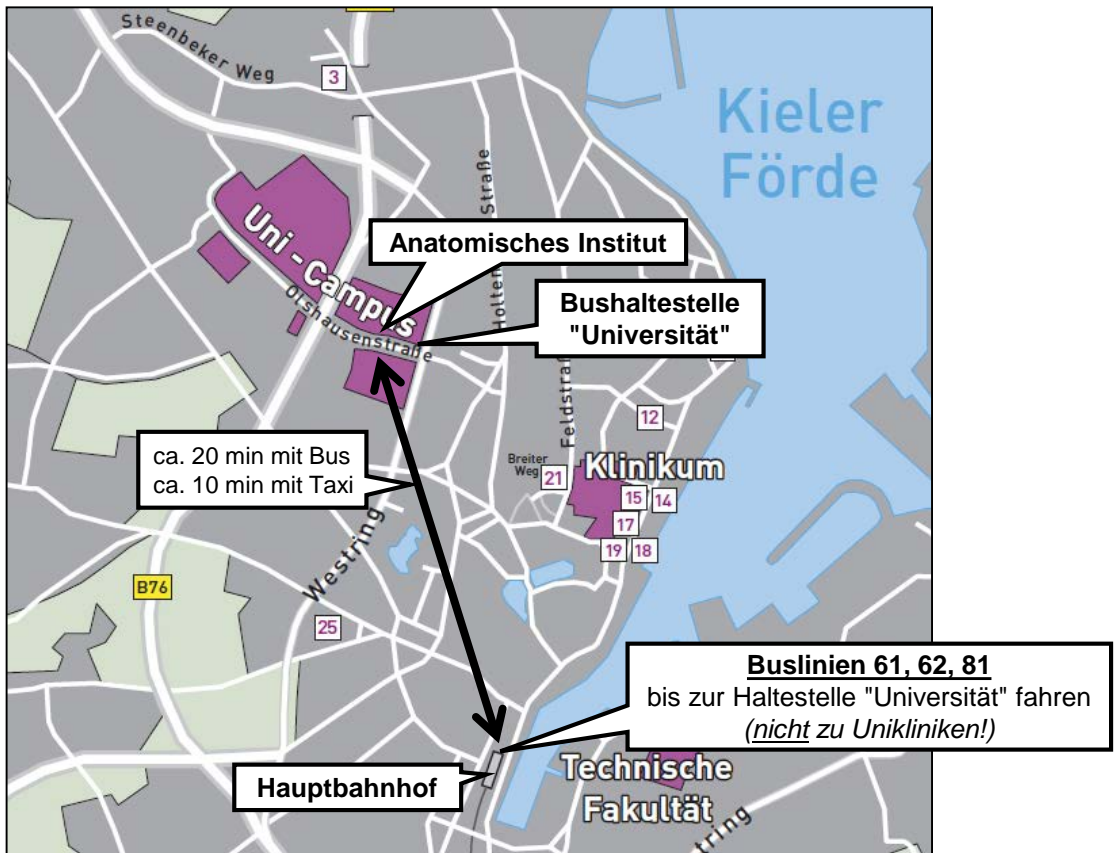 Steenbeker Weg
3
Kieler
Förde
Uni - Campus
Straße
Anatomisches Institut
Holten
Bushaltestelle
"Universität"
Olshausenstraße
Feldstraß
12
ca. 20 min mit Bus
ca. 10 min mit Taxi
Breiter
Weg
21
Klinikum
15
14
17
19
18
Westring
B76
25
Buslinien 61, 62, 81
bis zur Haltestelle "Universität" fahren
(nicht zu Unikliniken!)
Hauptbahnhof
Technische
Fakultät
tring